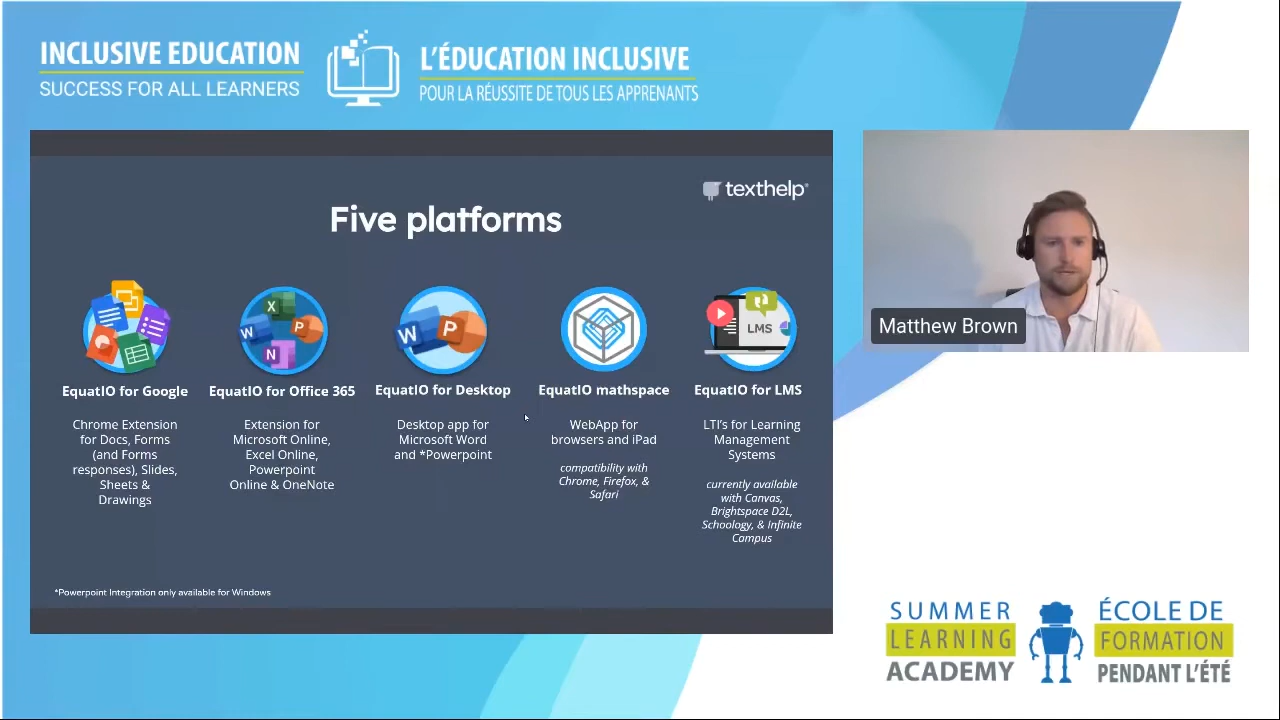 INCLUSIVE EDUCATION
SUCCESS FOR ALL LEARNERS
L'ÉDUCATION INCLUSIVE
POUR LA RÉUSSITE DE TOUS LES APPRENANTS
texthelp
Five platforms
X
W
P
N
W
P
LMS
EquatIO for Google
Chrome Extension
for Docs, Forms
(and Forms
responses), Slides,
Sheets &
Drawings
EquatIO for Office 365
Extension for
Microsoft Online,
Excel Online,
Powerpoint
Online & OneNote
EquatIO for Desktop
Desktop app for
Microsoft Word
and *Powerpoint
EquatIO mathspace
WebApp for
browsers and iPad
compatibility with
Chrome, Firefox, &
Safari
EquatIO for LMS
LTI's for Learning
Management
Systems
currently available
with Canvas,
Brightspace D2L,
Schoology, & Infinite
Campus
*Powerpoint Integration only available for Windows
Matthew Brown
SUMMER
LEARNING
ACADEMY
ÉCOLE DE
FORMATION
PENDANT L'ÉTÉ